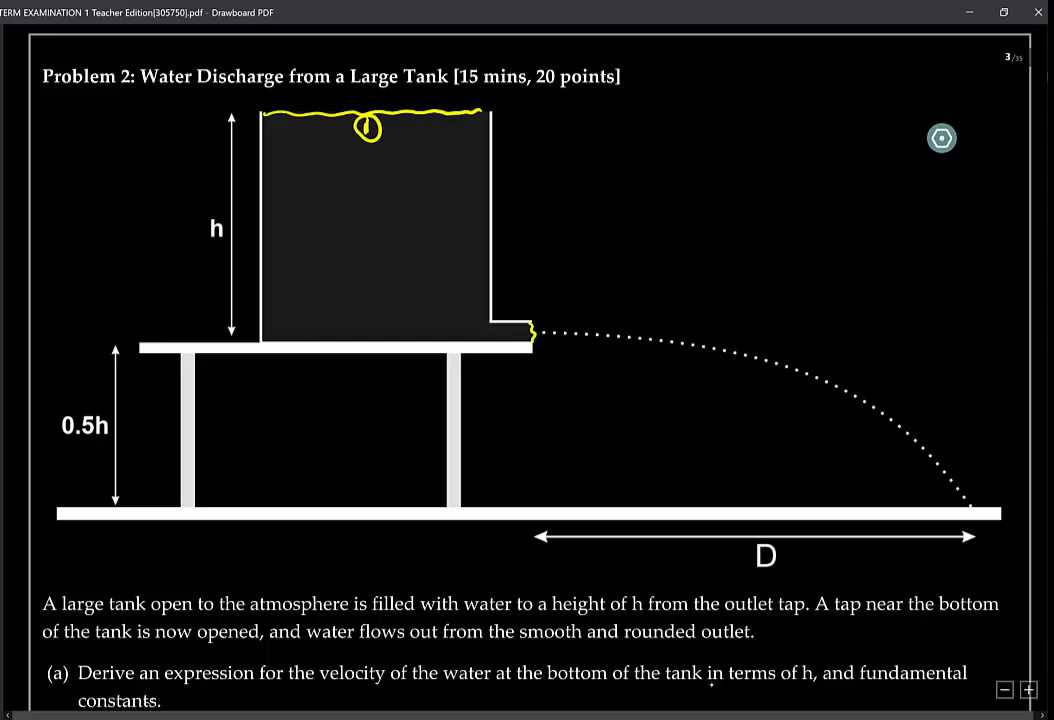 TERM EXAMINATION 1 Teacher Edition[305750].pdf - Drawboard PDF
3/35
Problem 2: Water Discharge from a Large Tank [15 mins, 20 points]
1
h
0.5h
D
A large tank open to the atmosphere is filled with water to a height of h from the outlet tap. A tap near the bottom
of the tank is now opened, and water flows out from the smooth and rounded outlet.
(a) Derive an expression for the velocity of the water at the bottom of the tank in terms of h, and fundamental
constants.